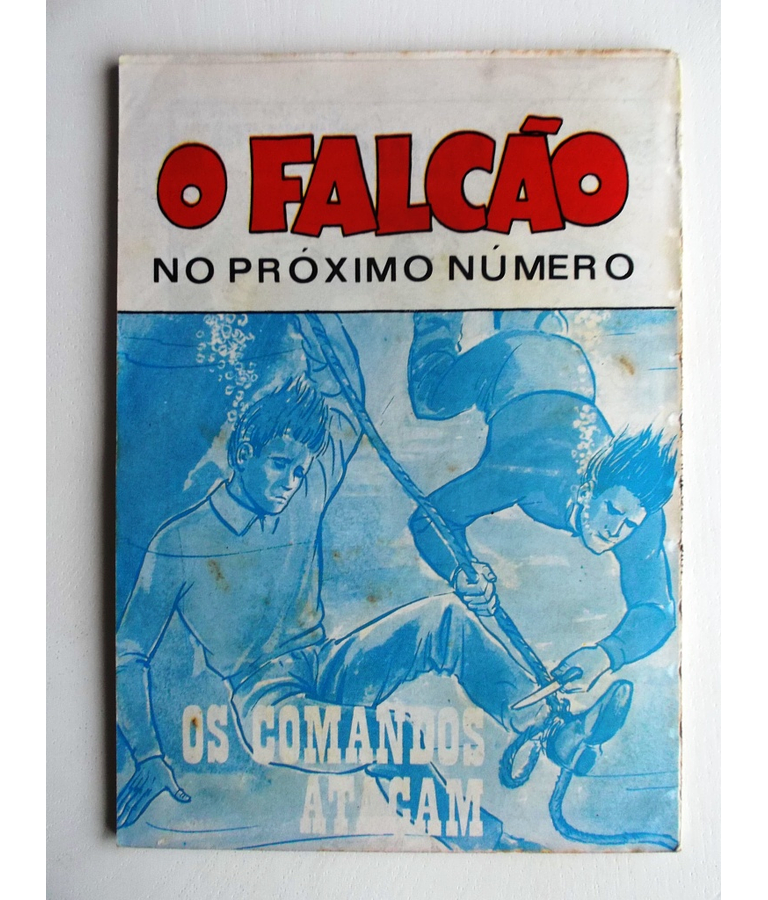 O FALCÃO
NO PRÓXIMO NÚMERO
OS COMANDOS
ATACAM